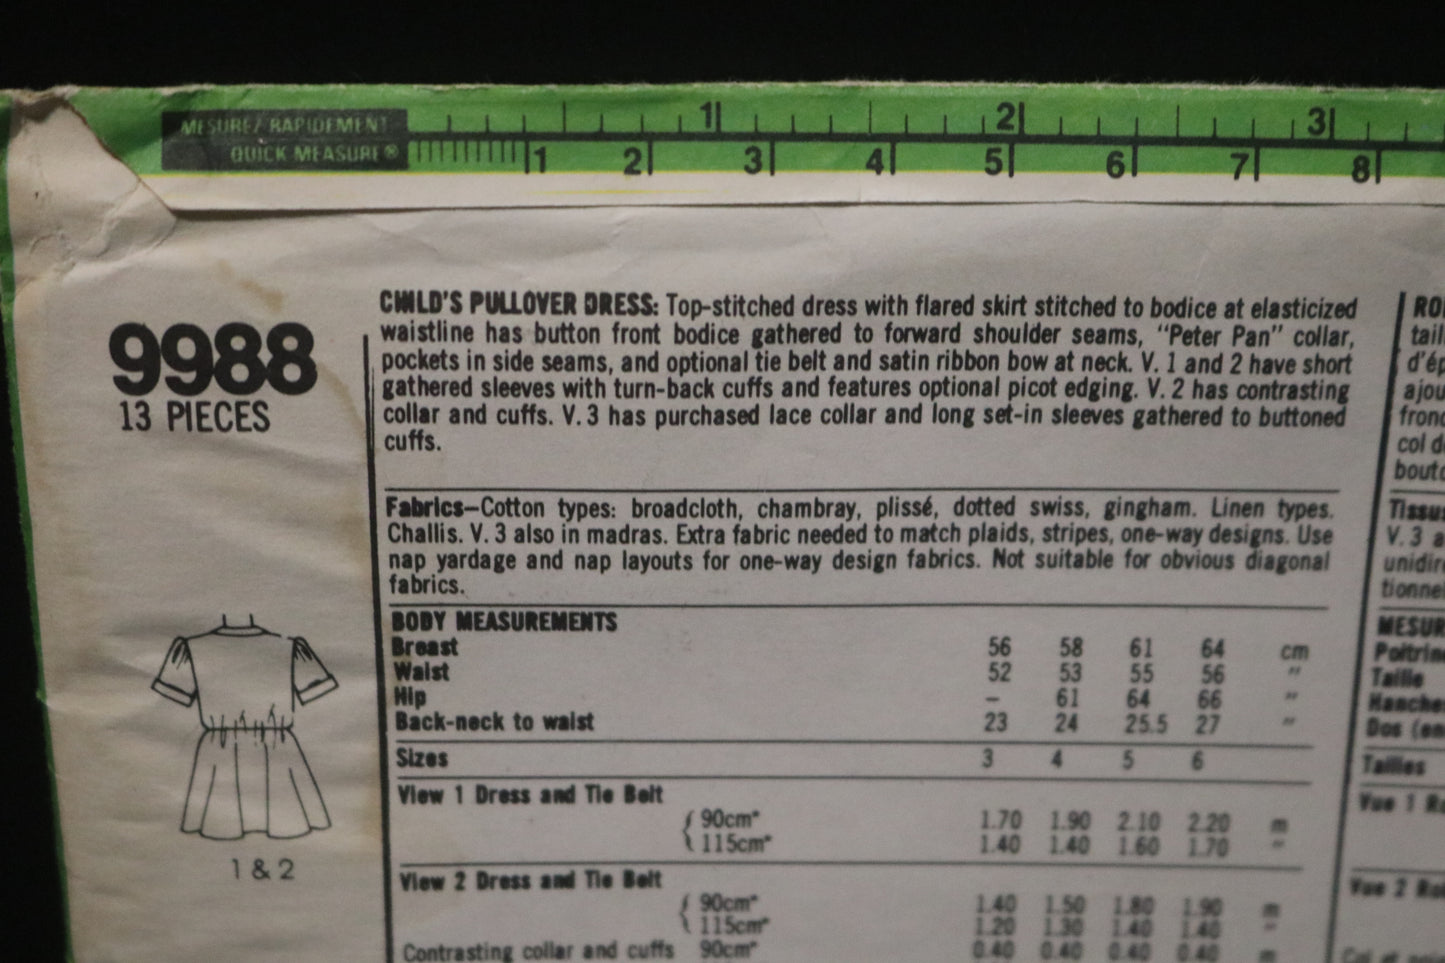 MESUREZ RAPIDEMENT
QUICK MEASURE®
1 2 3
1 2 3 4 5 6 7 8
9988
13 PIECES
CHILD'S PULLOVER DRESS: Top-stitched dress with flared skirt stitched to bodice at elasticized
waistline has button front bodice gathered to forward shoulder seams, "Peter Pan" collar,
pockets in side seams, and optional tie belt and satin ribbon bow at neck. V. 1 and 2 have short
gathered sleeves with turn-back cuffs and features optional picot edging. V. 2 has contrasting
collar and cuffs. V. 3 has purchased lace collar and long set-in sleeves gathered to buttoned
cuffs.
Fabrics—Cotton types: broadcloth, chambray, plissé, dotted swiss, gingham. Linen types.
Challis. V. 3 also in madras. Extra fabric needed to match plaids, stripes, one-way designs. Use
nap yardage and nap layouts for one-way design fabrics. Not suitable for obvious diagonal
fabrics.
BODY MEASUREMENTS
Breast 56 58 61 64 cm
Waist 52 53 55 56 "
Hip – 61 64 66 "
Back-neck to waist 23 24 25.5 27 "
Sizes 3 4 5 6
View 1 Dress and Tie Belt
90cm* 1.70 1.90 2.10 2.20 m
115cm* 1.40 1.40 1.60 1.70 "
View 2 Dress and Tie Belt
90cm* 1.40 1.50 1.80 1.90 m
115cm* 1.20 1.30 1.40 1.40 "
Contrasting collar and cuffs 90cm* 0.40 0.40 0.40 0.40 m
1 & 2
V. 3
Taille
Tailles
Vue 1
Vue 2